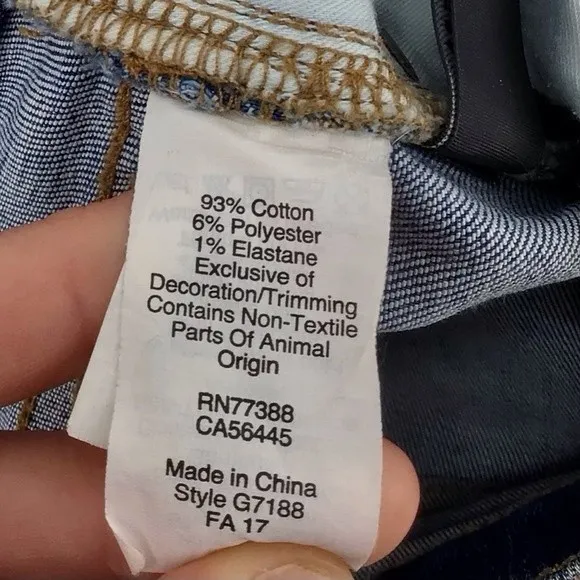 93% Cotton
6% Polyester
1% Elastane
Exclusive of
Decoration/Trimming
Contains Non-Textile
Parts Of Animal
Origin
RN77388
CA56445
Made in China
Style G7188
FA 17